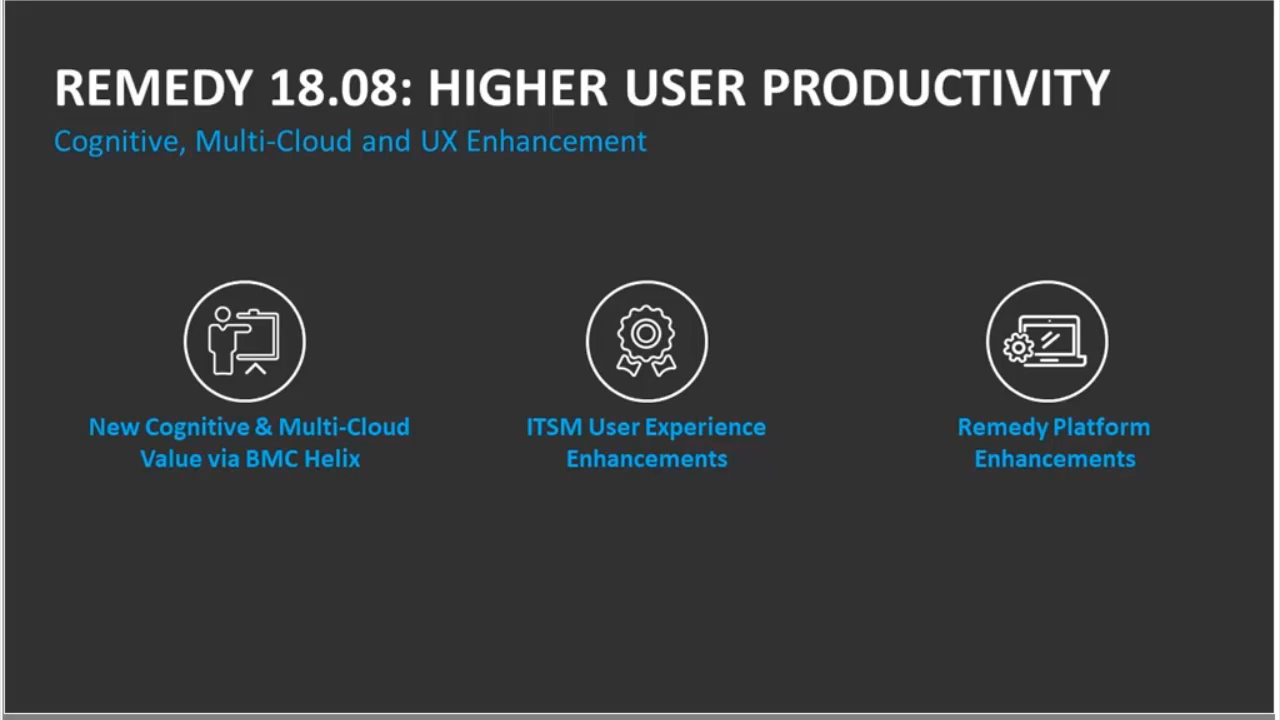 REMEDY 18.08: HIGHER USER PRODUCTIVITY
Cognitive, Multi-Cloud and UX Enhancement
New Cognitive & Multi-Cloud
Value via BMC Helix
ITSM User Experience
Enhancements
Remedy Platform
Enhancements